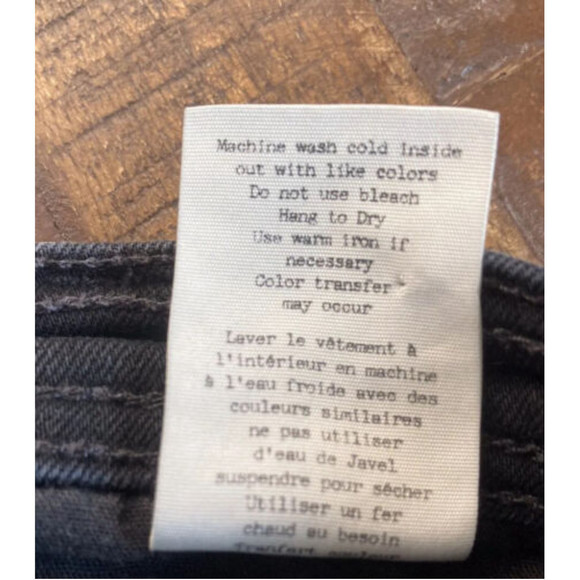 Machine wash cold inside
out with like colors
Do not use bleach
Hang to Dry
Use warm iron if
necessary
Color transfer
may occur
Laver le vêtement à
l'intérieur en machine
à l'eau froide avec des
couleurs similaires
ne pas utiliser
d'eau de Javel
suspendre pour sécher
Utiliser un fer
chaud au besoin
Tranfert couleur